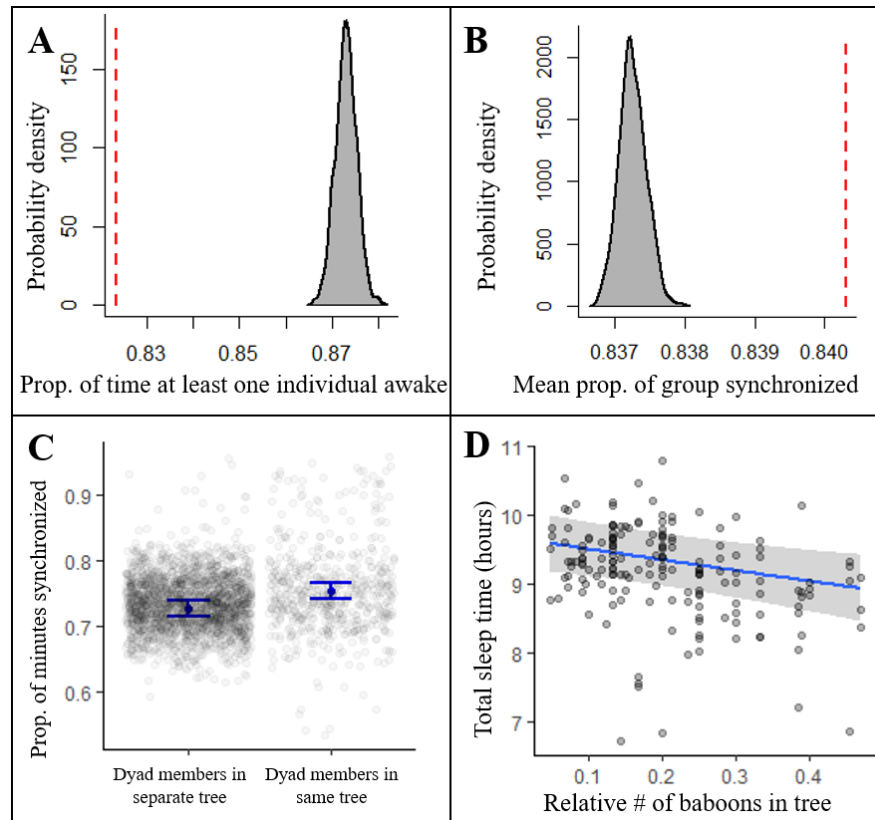 A
Probability density
0
50
100
150
0.83
0.85
0.87
Prop. of time at least one individual awake
B
Probability density
0
500
1000
1500
2000
0.837
0.838
0.839
0.840
Mean prop. of group synchronized
C
Prop. of minutes synchronized
0.9
0.8
0.7
0.6
Dyad members in
separate tree
Dyad members in
same tree
D
Total sleep time (hours)
11
10
9
8
7
0.1
0.2
0.3
0.4
Relative # of baboons in tree